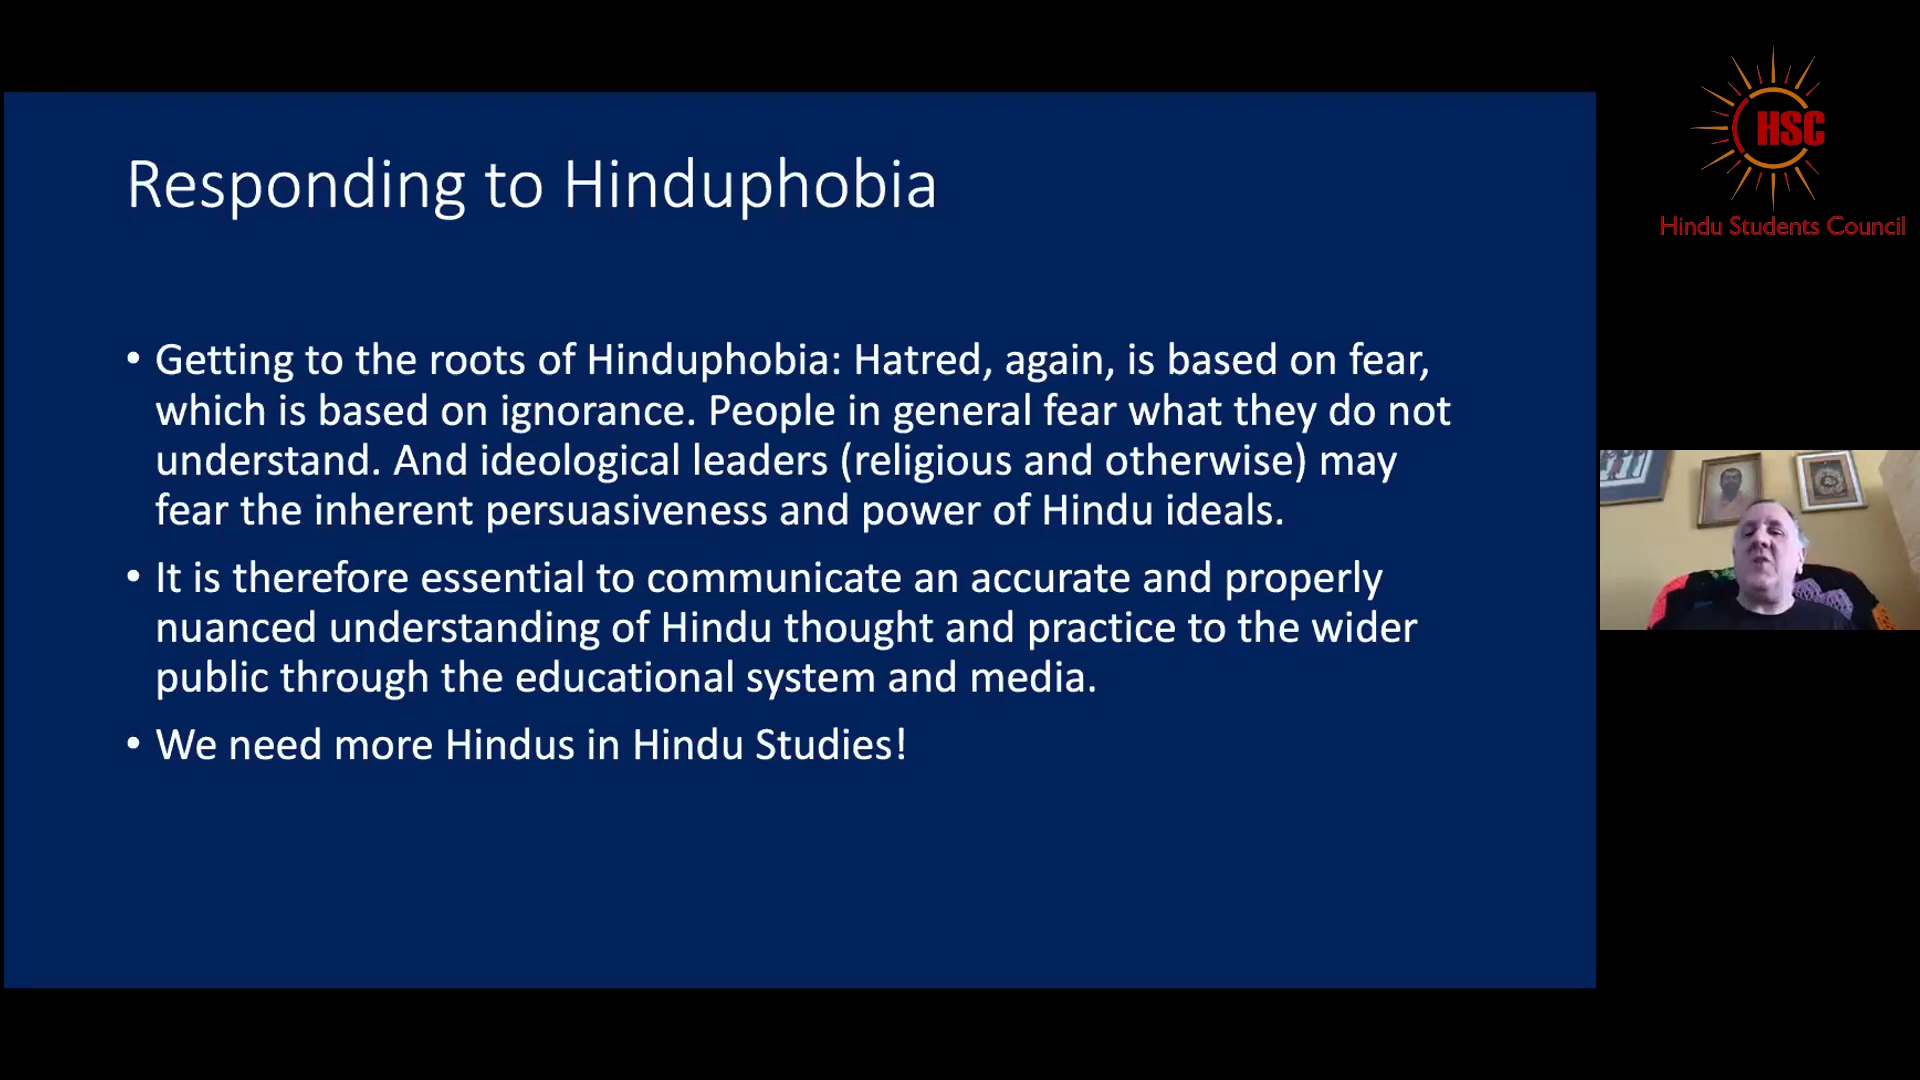 Responding to Hinduphobia
• Getting to the roots of Hinduphobia: Hatred, again, is based on fear,
which is based on ignorance. People in general fear what they do not
understand. And ideological leaders (religious and otherwise) may
fear the inherent persuasiveness and power of Hindu ideals.
• It is therefore essential to communicate an accurate and properly
nuanced understanding of Hindu thought and practice to the wider
public through the educational system and media.
• We need more Hindus in Hindu Studies!
HSC
Hindu Students Council